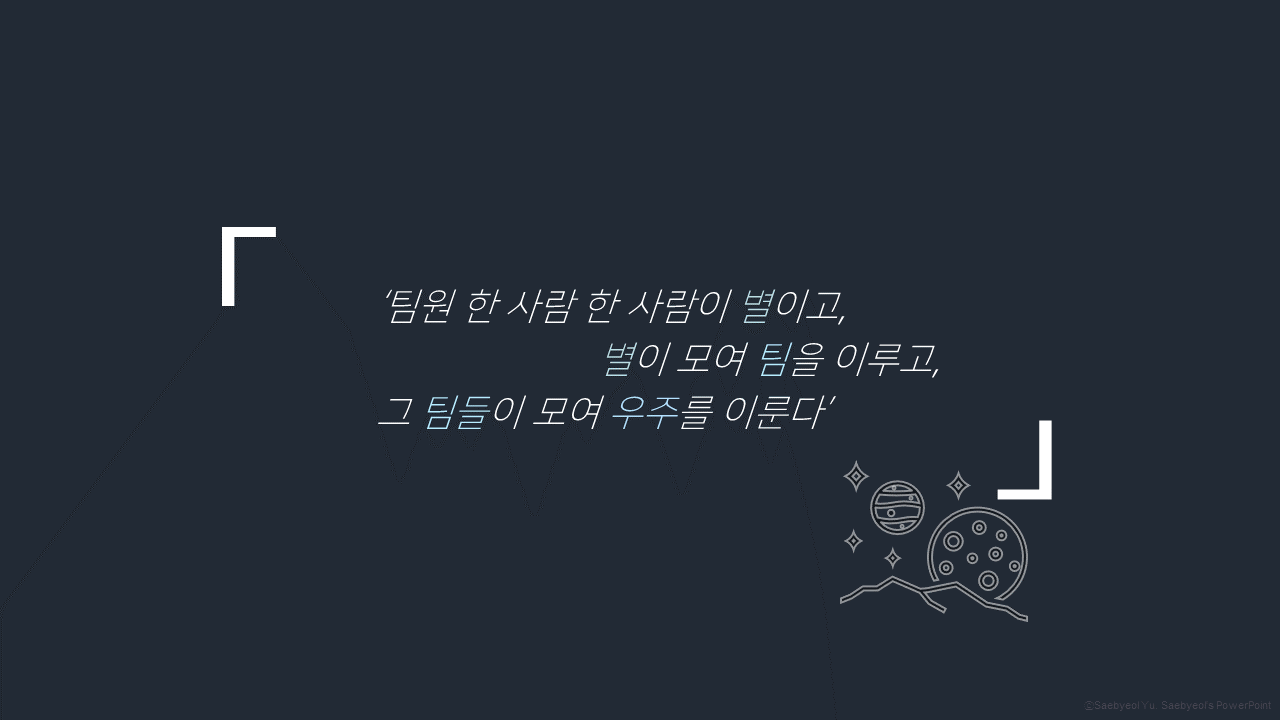 ‘팀원 한 사람 한 사람이 별이고,
별이 모여 팀을 이루고,
그 팀들이 모여 우주를 이룬다’
Saebyeol Yu. Saebyeol's PowerPoint